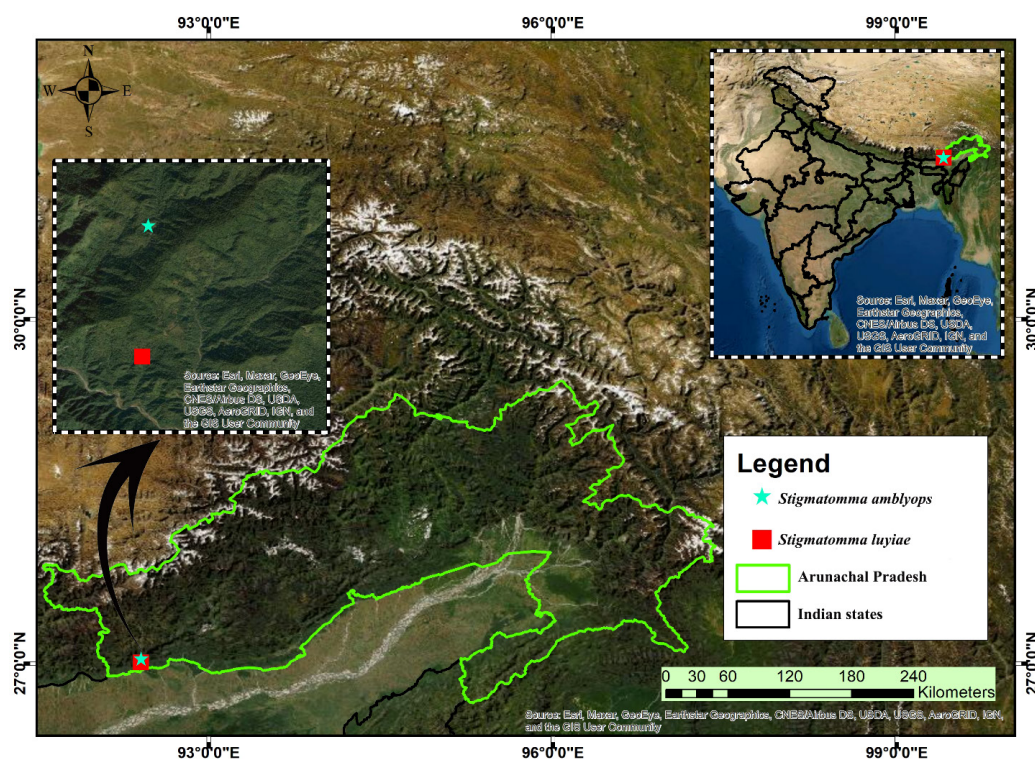 93°0'0"E
96°0'0"E
99°0'0"E
N
W
E
S
30°0'0"N
30°0'0"N
Source: Esri, Maxar, GeoEye,
Earthstar Geographics,
CNES/Airbus DS, USDA,
USGS, AeroGRID, IGN, and
the GIS User Community
Source: Esri, Maxar, GeoEye,
Earthstar Geographics,
CNES/Airbus DS, USDA,
USGS, AeroGRID, IGN, and
the GIS User Community
Legend
Stigmatomma amblyops
Stigmatomma luyiae
Arunachal Pradesh
Indian states
27°0'0"N
27°0'0"N
0 30 60 120 180 240
Kilometers
Source: Esri, Maxar, GeoEye, Earthstar Geographics, CNES/Airbus DS, USDA, USGS, AeroGRID, IGN,
and the GIS User Community
93°0'0"E
96°0'0"E
99°0'0"E